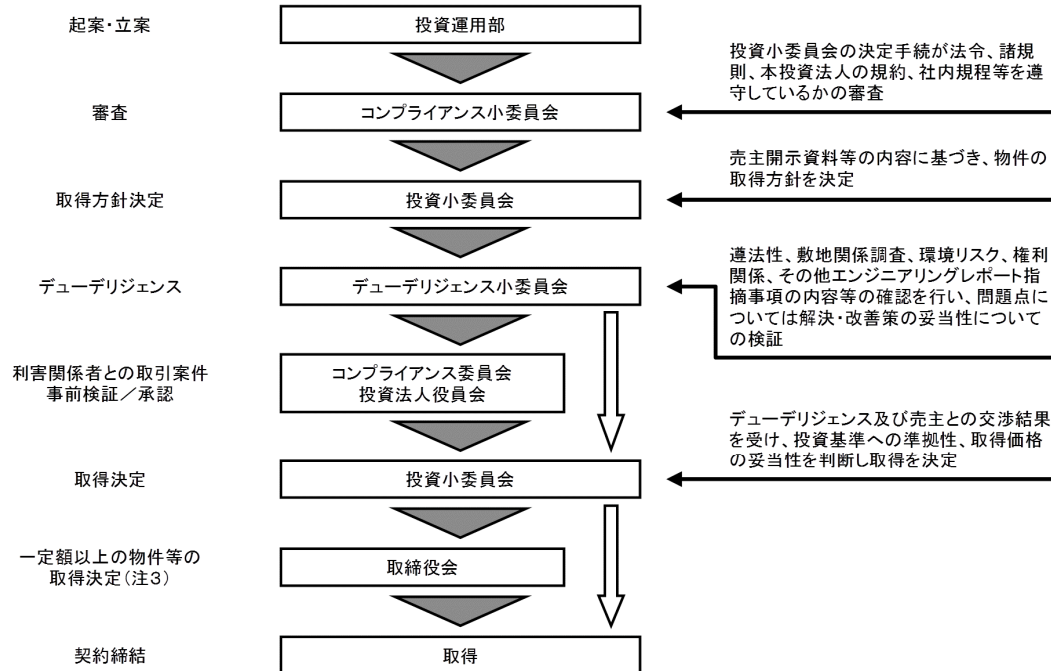 起案・立案
投資運用部
投資小委員会の決定手続が法令、諸規
則、本投資法人の規約、社内規程等を遵
守しているかの審査
審査
コンプライアンス小委員会
売主開示資料等の内容に基づき、物件の
取得方針を決定
取得方針決定
投資小委員会
遵法性、敷地関係調査、環境リスク、権利
関係、その他エンジニアリングレポート指
摘事項の内容等の確認を行い、問題点に
ついては解決・改善策の妥当性について
の検証
デューデリジェンス
デューデリジェンス小委員会
利害関係者との取引案件
事前検証／承認
コンプライアンス委員会
投資法人役員会
デューデリジェンス及び売主との交渉結果
を受け、投資基準への準拠性、取得価格
の妥当性を判断し取得を決定
取得決定
投資小委員会
一定額以上の物件等の
取得決定（注３）
取締役会
契約締結
取得